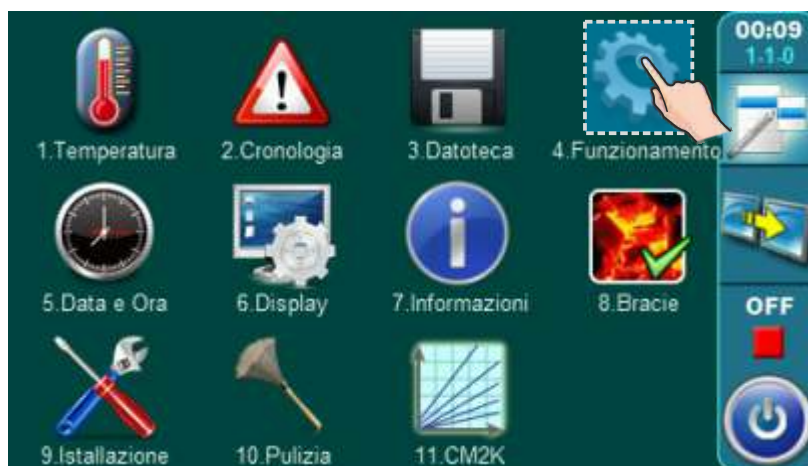 00:09
1-1-0
1.Temperatura
2.Cronologia
3.Datoteca
4.Funzionamento
5.Data e Ora
6.Display
7.Informazioni
8.Bracie
OFF
9.Istallazione
10.Pulizia
11.CM2K